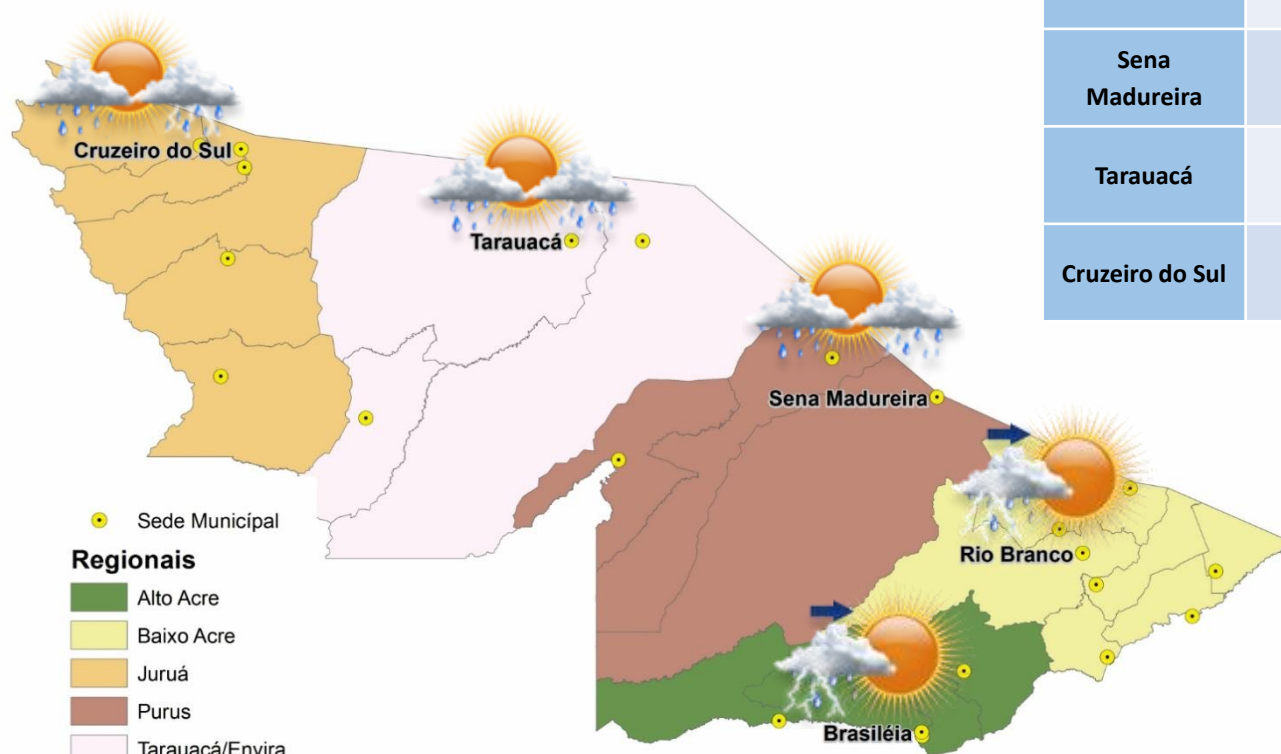 Cruzeiro do Sul
Tarauacá
Sena Madureira
Rio Branco
Brasiléia
Sede Municípal
Regionais
Alto Acre
Baixo Acre
Juruá
Purus
Tarauacá/Envira
Sena
Madureira
Tarauacá
Cruzeiro do Sul